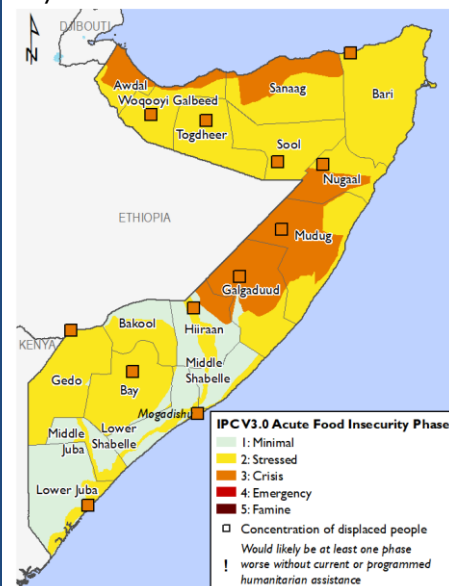 DJIBOUTI
N
Awdal
Woqooyi Galbeed
Togdheer
Sanaag
Bari
Sool
Nugaal
ETHIOPIA
Mudug
Galgaduud
Bakool
Hiiraan
KENYA
Gedo
Bay
Middle
Shabelle
Mogadishu
Middle
Juba
Lower
Shabelle
Lower Juba
IPC V3.0 Acute Food Insecurity Phase
1: Minimal
2: Stressed
3: Crisis
4: Emergency
5: Famine
Concentration of displaced people
Would likely be at least one phase
! worse without current or programmed
humanitarian assistance